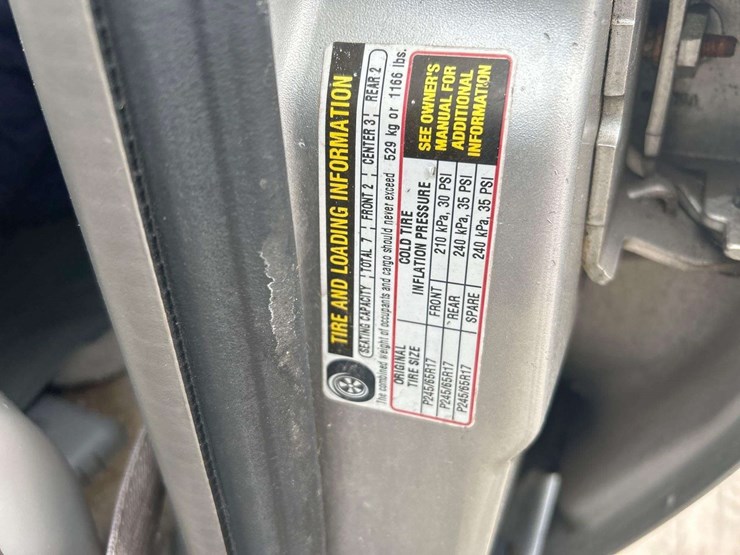 TIRE AND LOADING INFORMATION
SEATING CAPACITY TOTAL 7 FRONT 2 CENTER 3 REAR 2
The combined weight of occupants and cargo should never exceed 529 kg or 1166 lbs.
ORIGINAL TIRE SIZE COLD TIRE INFLATION PRESSURE
P245/65R17 FRONT 210 kPa, 30 PSI
P245/65R17 REAR 240 kPa, 35 PSI
P245/65R17 SPARE 240 kPa, 35 PSI
SEE OWNER'S
MANUAL FOR
ADDITIONAL
INFORMATION